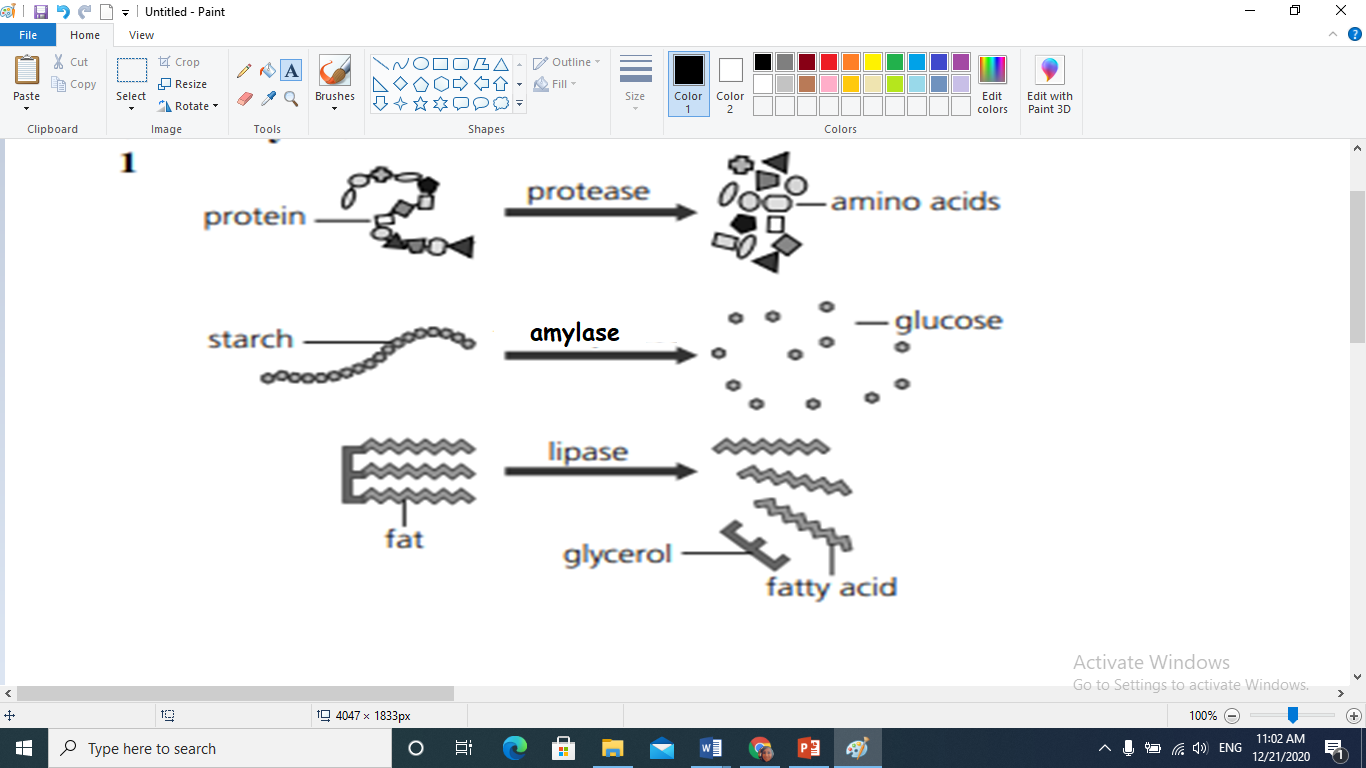 Untitled - Paint
File Home View
Paste
Cut
Copy
Clipboard
Select
Crop
Resize
Rotate
Image
A
Tools
Brushes
Outline
Fill
Shapes
Size
Color
1
Color
2
Edit
colors
Colors
Edit with
Paint 3D
1
protein
protease
amino acids
starch
amylase
glucose
fat
lipase
glycerol
fatty acid
Activate Windows
Go to Settings to activate Windows.
4047 × 1833px
100%
Type here to search
ENG
11:02 AM
12/21/2020
1